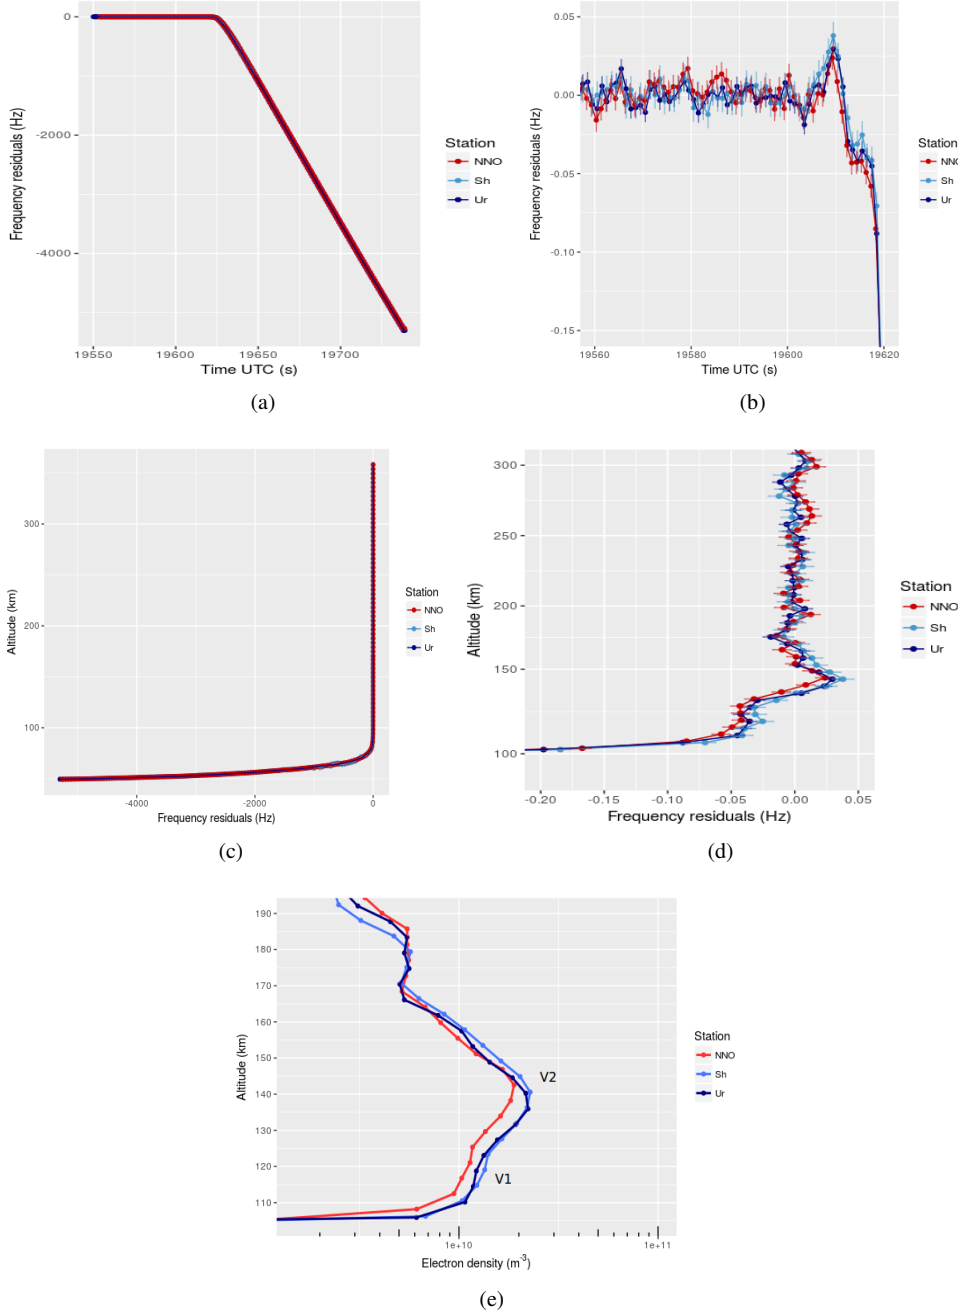 0
-2000
-4000
Frequency residuals (Hz)
19550 19600 19650 19700
Time UTC (s)
Station
NNO
Sh
Ur
(a)
0.05
0.00
-0.05
-0.10
-0.15
Frequency residuals (Hz)
19560 19580 19600 19620
Time UTC (s)
Station
NNO
Sh
Ur
(b)
300
200
100
Altitude (km)
-4000 -2000 0
Frequency residuals (Hz)
Station
NNO
Sh
Ur
(c)
300
250
200
150
100
Altitude (km)
-0.20 -0.15 -0.10 -0.05 0.00 0.05
Frequency residuals (Hz)
Station
NNO
Sh
Ur
(d)
190
180
170
160
150
140
130
120
110
Altitude (km)
V2
V1
1e+10 1e+11
Electron density (m⁻³)
Station
NNO
Sh
Ur
(e)